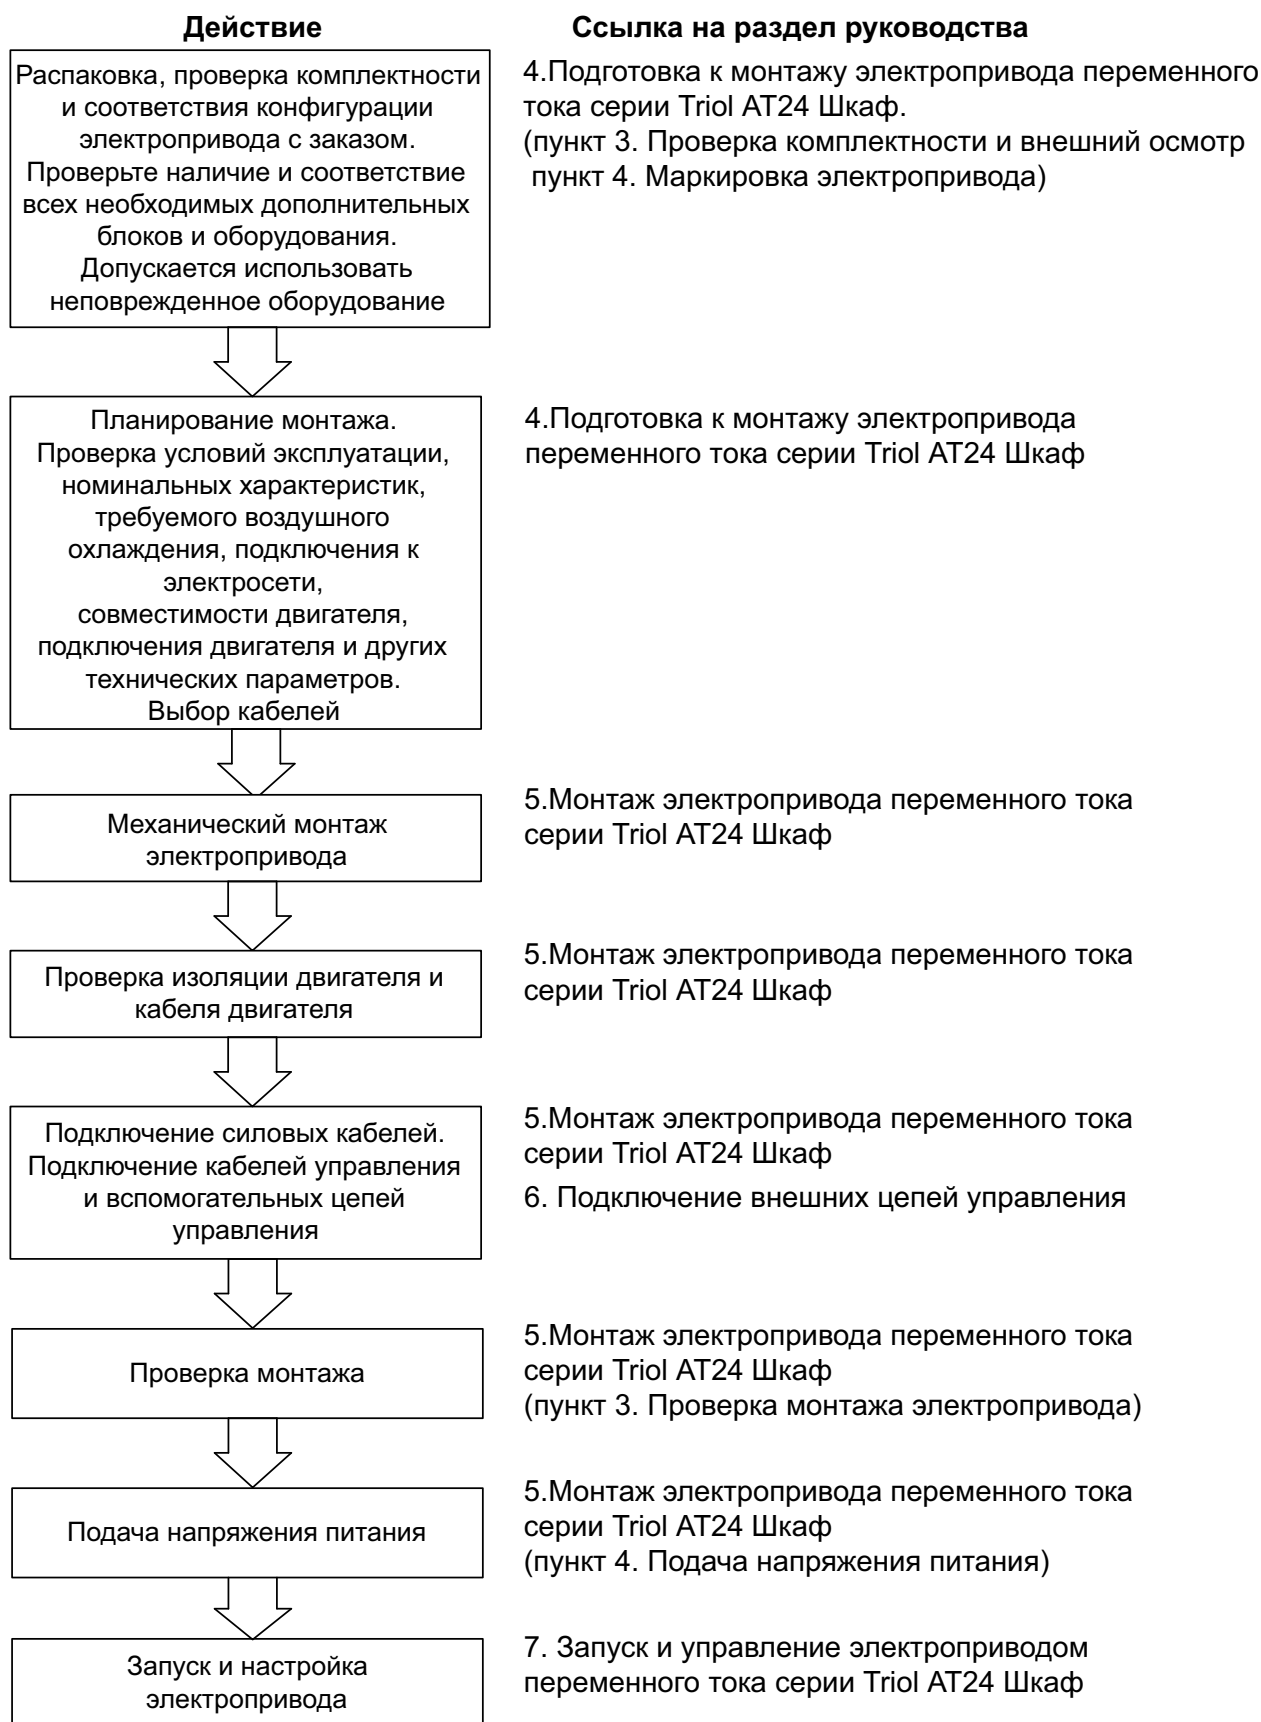 Действие
Ссылка на раздел руководства
Распаковка, проверка комплектности
и соответствия конфигурации
электропривода с заказом.
Проверьте наличие и соответствие
всех необходимых дополнительных
блоков и оборудования.
Допускается использовать
неповрежденное оборудование
4.Подготовка к монтажу электропривода переменного
тока серии Triol АТ24 Шкаф.
(пункт 3. Проверка комплектности и внешний осмотр
пункт 4. Маркировка электропривода)
Планирование монтажа.
Проверка условий эксплуатации,
номинальных характеристик,
требуемого воздушного
охлаждения, подключения к
электросети,
совместимости двигателя,
подключения двигателя и других
технических параметров.
Выбор кабелей
4.Подготовка к монтажу электропривода
переменного тока серии Triol АТ24 Шкаф
Механический монтаж
электропривода
5.Монтаж электропривода переменного тока
серии Triol АТ24 Шкаф
Проверка изоляции двигателя и
кабеля двигателя
5.Монтаж электропривода переменного тока
серии Triol АТ24 Шкаф
Подключение силовых кабелей.
Подключение кабелей управления
и вспомогательных цепей
управления
5.Монтаж электропривода переменного тока
серии Triol АТ24 Шкаф
6. Подключение внешних цепей управления
Проверка монтажа
5.Монтаж электропривода переменного тока
серии Triol АТ24 Шкаф
(пункт 3. Проверка монтажа электропривода)
Подача напряжения питания
5.Монтаж электропривода переменного тока
серии Triol АТ24 Шкаф
(пункт 4. Подача напряжения питания)
Запуск и настройка
электропривода
7. Запуск и управление электроприводом
переменного тока серии Triol АТ24 Шкаф